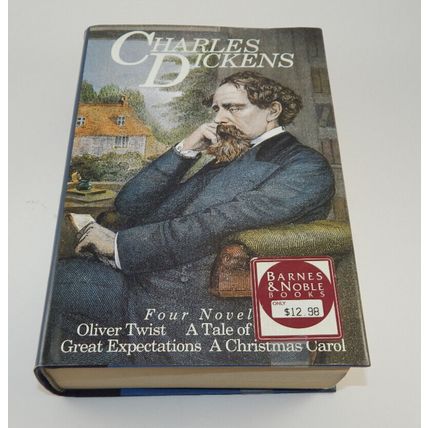 CHARLES
DICKENS
Four Novel
Oliver Twist A Tale of
Great Expectations A Christmas Carol
BARNES
& NOBLE
BOOKS
ONLY
$12.98